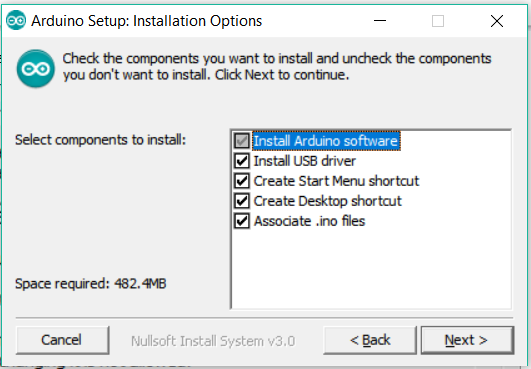 Arduino Setup: Installation Options
Check the components you want to install and uncheck the components
you don't want to install. Click Next to continue.
Select components to install:
Install Arduino software
Install USB driver
Create Start Menu shortcut
Create Desktop shortcut
Associate .ino files
Space required: 482.4MB
Cancel
Nullsoft Install System v3.0
< Back
Next >